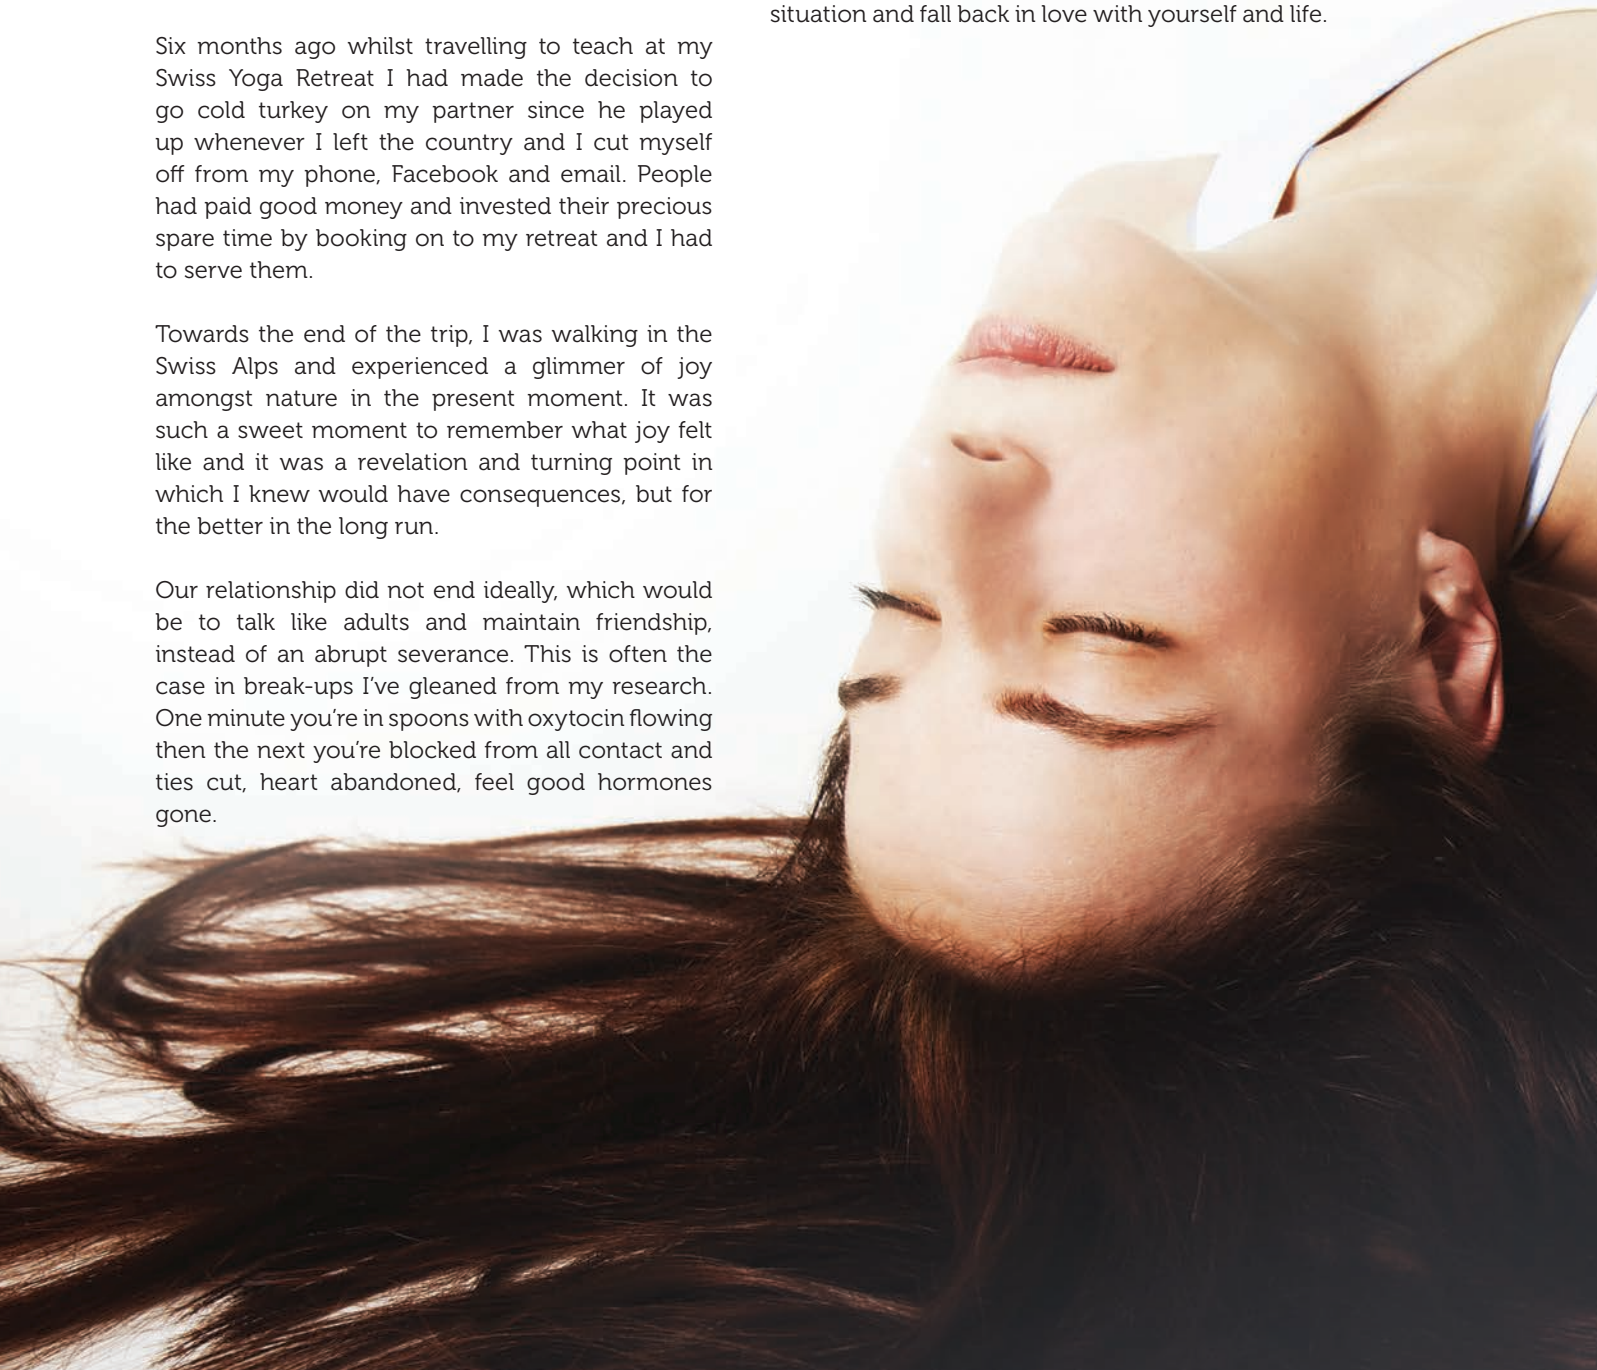 Six months ago whilst travelling to teach at my
Swiss Yoga Retreat I had made the decision to
go cold turkey on my partner since he played
up whenever I left the country and I cut myself
off from my phone, Facebook and email. People
had paid good money and invested their precious
spare time by booking on to my retreat and I had
to serve them.
Towards the end of the trip, I was walking in the
Swiss Alps and experienced a glimmer of joy
amongst nature in the present moment. It was
such a sweet moment to remember what joy felt
like and it was a revelation and turning point in
which I knew would have consequences, but for
the better in the long run.
Our relationship did not end ideally, which would
be to talk like adults and maintain friendship,
instead of an abrupt severance. This is often the
case in break-ups I’ve gleaned from my research.
One minute you’re in spoons with oxytocin flowing
then the next you’re blocked from all contact and
ties cut, heart abandoned, feel good hormones
gone.
situation and fall back in love with yourself and life.